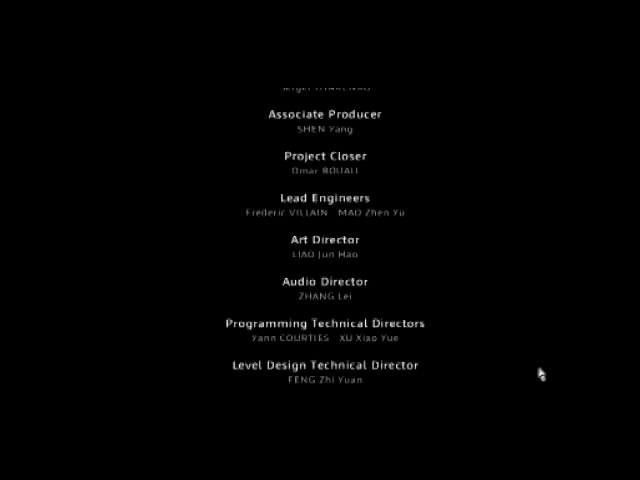 Associate Producer
SHEN Yang
Project Closer
Omar BOUALI
Lead Engineers
Frederic VILLAIN MAO Zhen Yu
Art Director
LIAO Jun Hao
Audio Director
ZHANG Lei
Programming Technical Directors
Yann COURTIES XU Xiao Yue
Level Design Technical Director
FENG Zhi Yuan